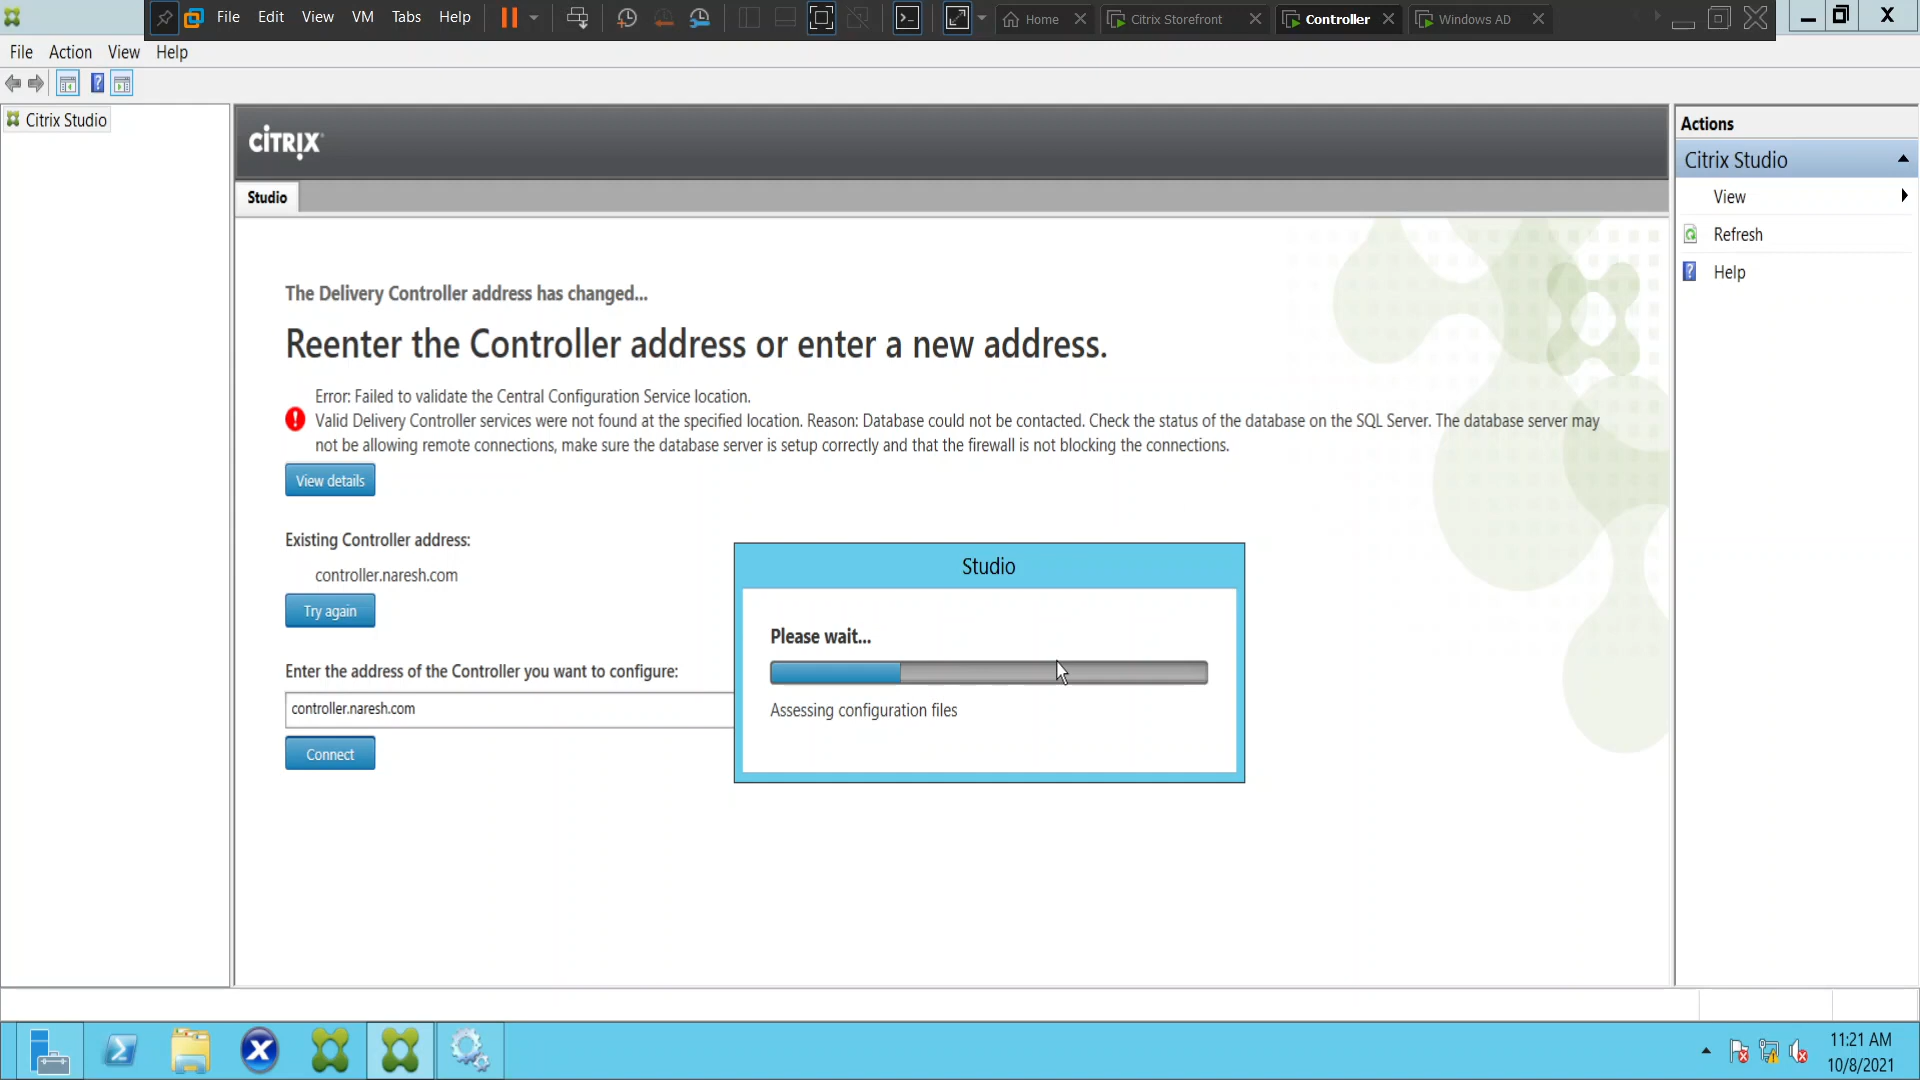 File Edit View VM Tabs Help
Home
Citrix Storefront
Controller
Windows AD
File Action View Help
Citrix Studio
CITRIX
Studio
The Delivery Controller address has changed...
Reenter the Controller address or enter a new address.
Error: Failed to validate the Central Configuration Service location.
Valid Delivery Controller services were not found at the specified location. Reason: Database could not be contacted. Check the status of the database on the SQL Server. The database server may
not be allowing remote connections, make sure the database server is setup correctly and that the firewall is not blocking the connections.
View details
Existing Controller address:
controller.naresh.com
Try again
Enter the address of the Controller you want to configure:
controller.naresh.com
Connect
Studio
Please wait...
Assessing configuration files
Actions
Citrix Studio
View
Refresh
Help
11:21 AM
10/8/2021